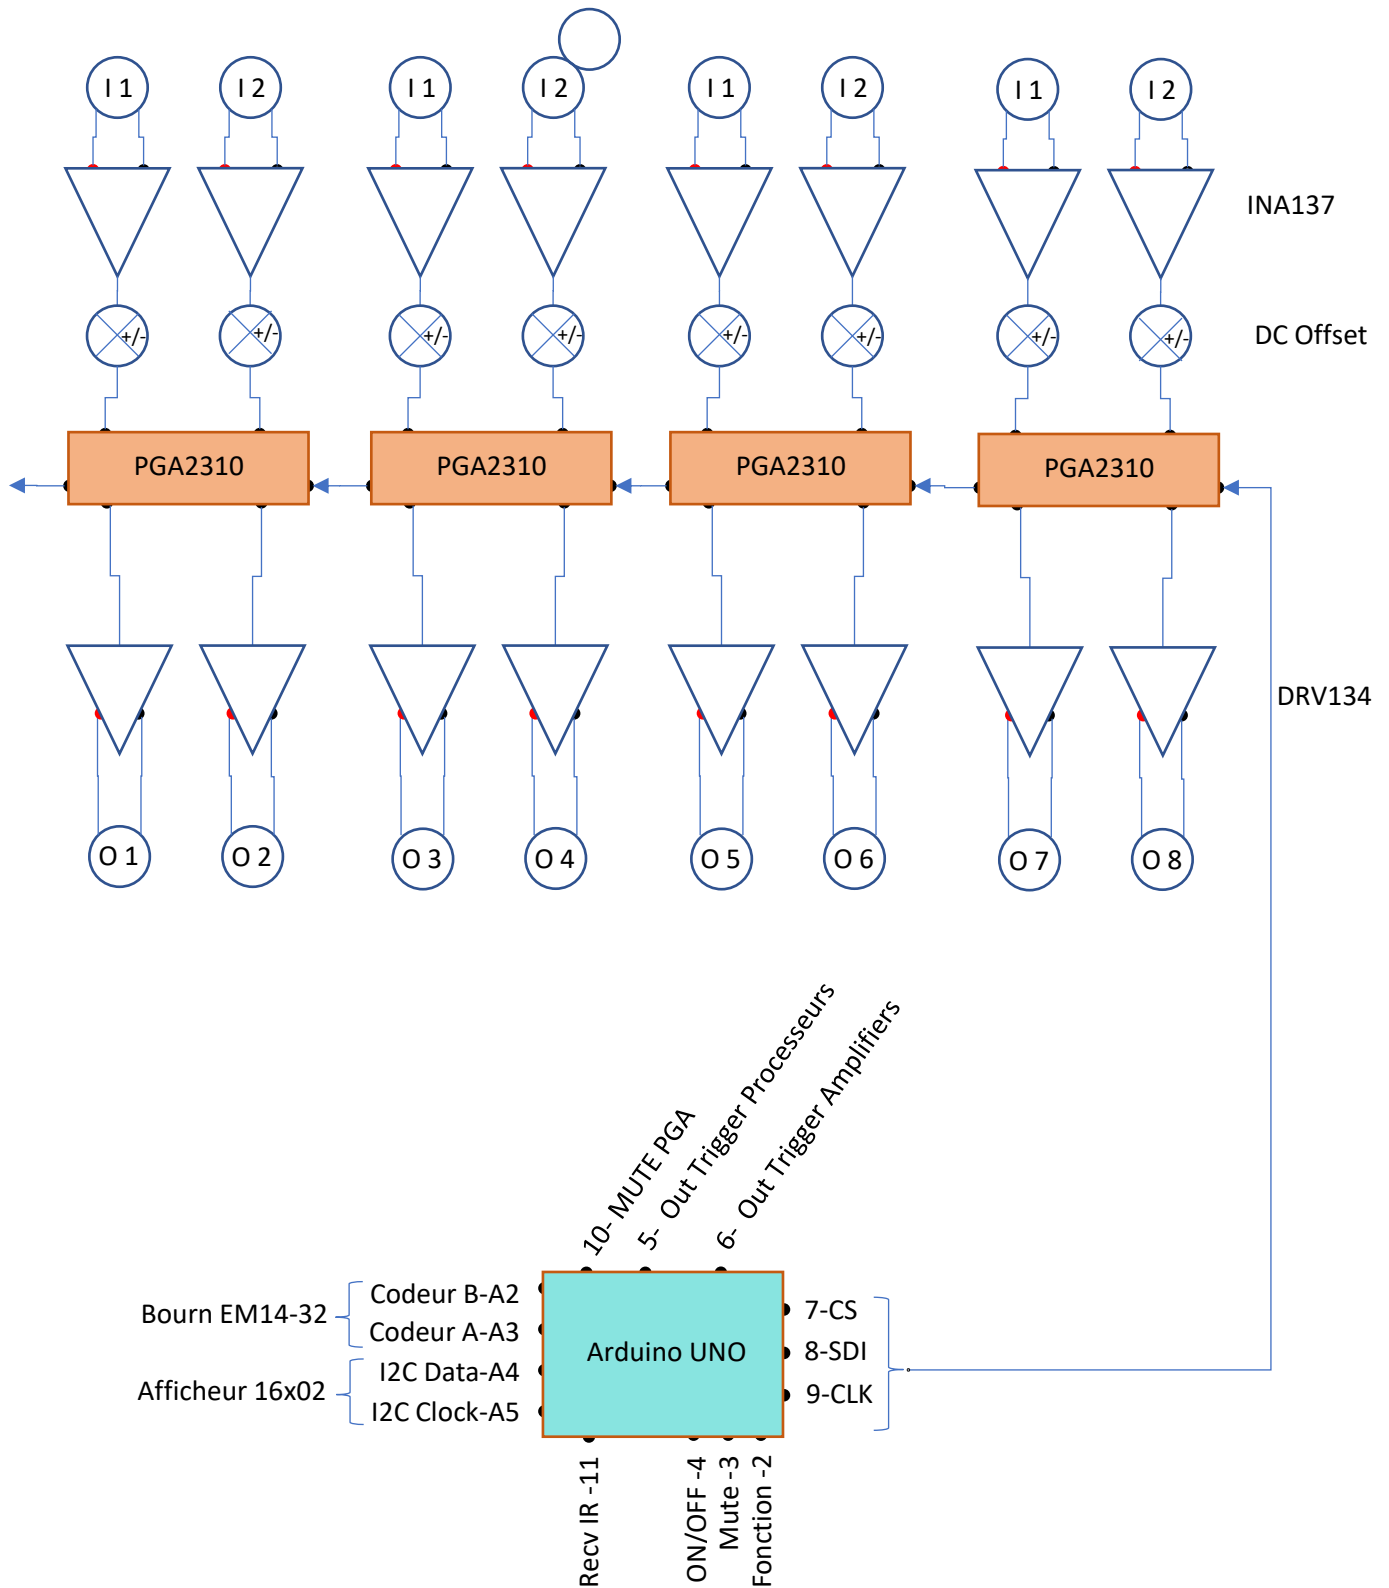 I 1 I 2 I 1 I 2 I 1 I 2 I 1 I 2
INA137
+/- +/- +/- +/- +/- +/- +/- +/-
DC Offset
PGA2310 PGA2310 PGA2310 PGA2310
DRV134
O 1 O 2 O 3 O 4 O 5 O 6 O 7 O 8
10- MUTE PGA
5- Out Trigger Processeurs
6- Out Trigger Amplifiers
Bourn EM14-32
Codeur B-A2
Codeur A-A3
Afficheur 16x02
I2C Data-A4
I2C Clock-A5
Arduino UNO
7-CS
8-SDI
9-CLK
Recv IR -11
ON/OFF -4
Mute -3
Fonction -2